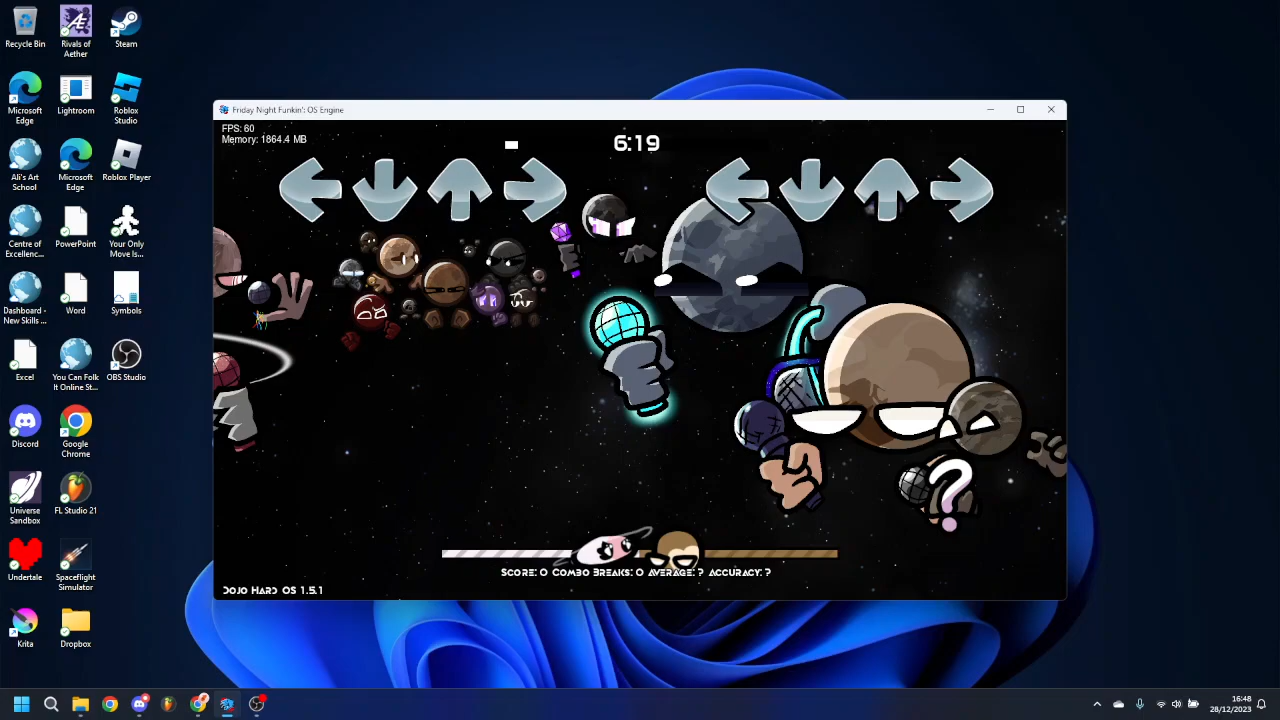 Recycle Bin
Rivals of
Aether
Steam
Microsoft
Edge
Lightroom
Roblox
Studio
Ali's Art
School
Microsoft
Edge
Roblox Player
Centre of
Excellenc...
PowerPoint
Your Only
Move Is...
Dashboard -
New Skills ...
Word
Symbols
Excel
You Can Folk
It Online St...
OBS Studio
Discord
Google
Chrome
Universe
Sandbox
FL Studio 21
Undertale
Spaceflight
Simulator
Krita
Dropbox
Friday Night Funkin': OS Engine
FPS: 60
Memory: 1864.4 MB
6:19
?
Score: 0 Combo Breaks: 0 Average: ? Accuracy: ?
Dojo Hard OS 1.5.1
16:48
28/12/2023